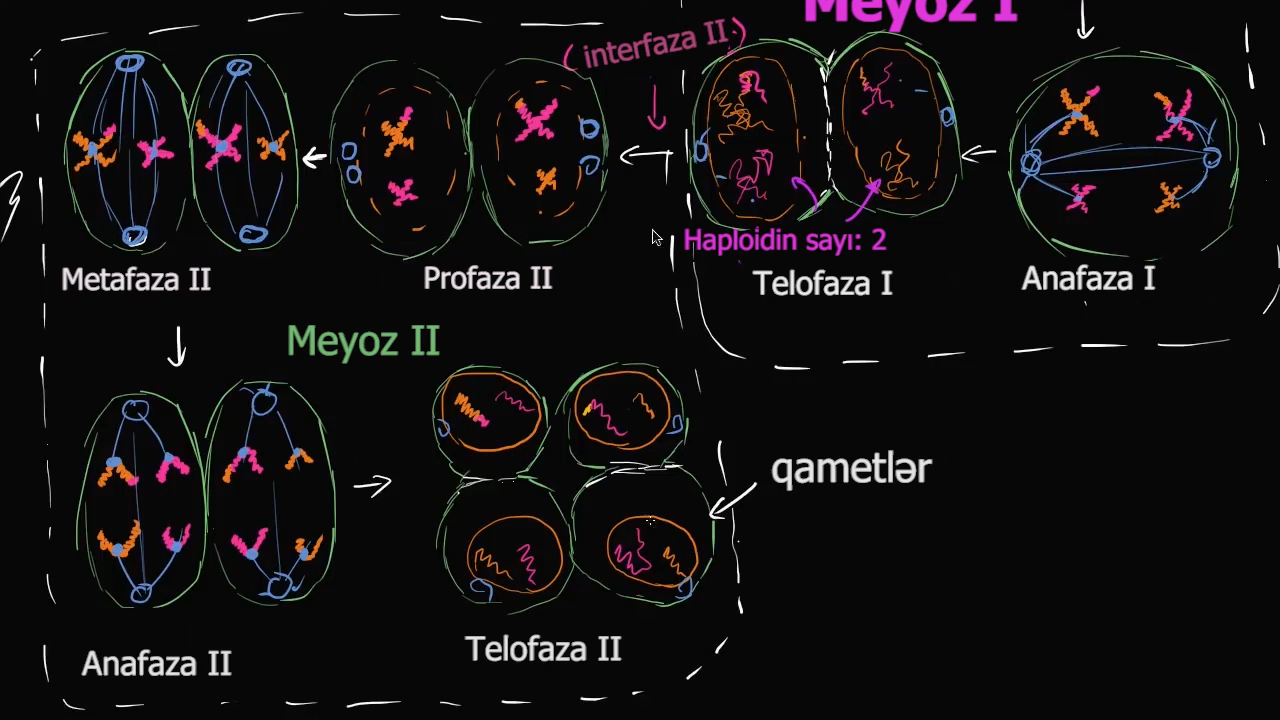 Meyoz I
( interfaza II )
Haploidin sayı: 2
Metafaza II
Profaza II
Telofaza I
Anafaza I
Meyoz II
qametlər
Anafaza II
Telofaza II